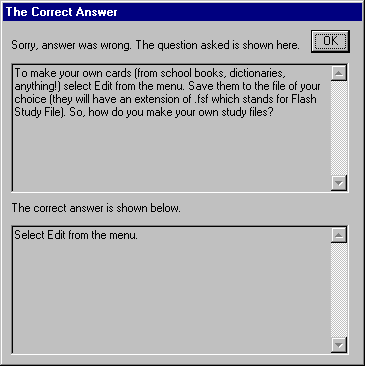 The Correct Answer
Sorry, answer was wrong. The question asked is shown here.
OK
To make your own cards (from school books, dictionaries,
anything!) select Edit from the menu. Save them to the file of your
choice (they will have an extension of .fsf which stands for Flash
Study File). So, how do you make your own study files?
The correct answer is shown below.
Select Edit from the menu.